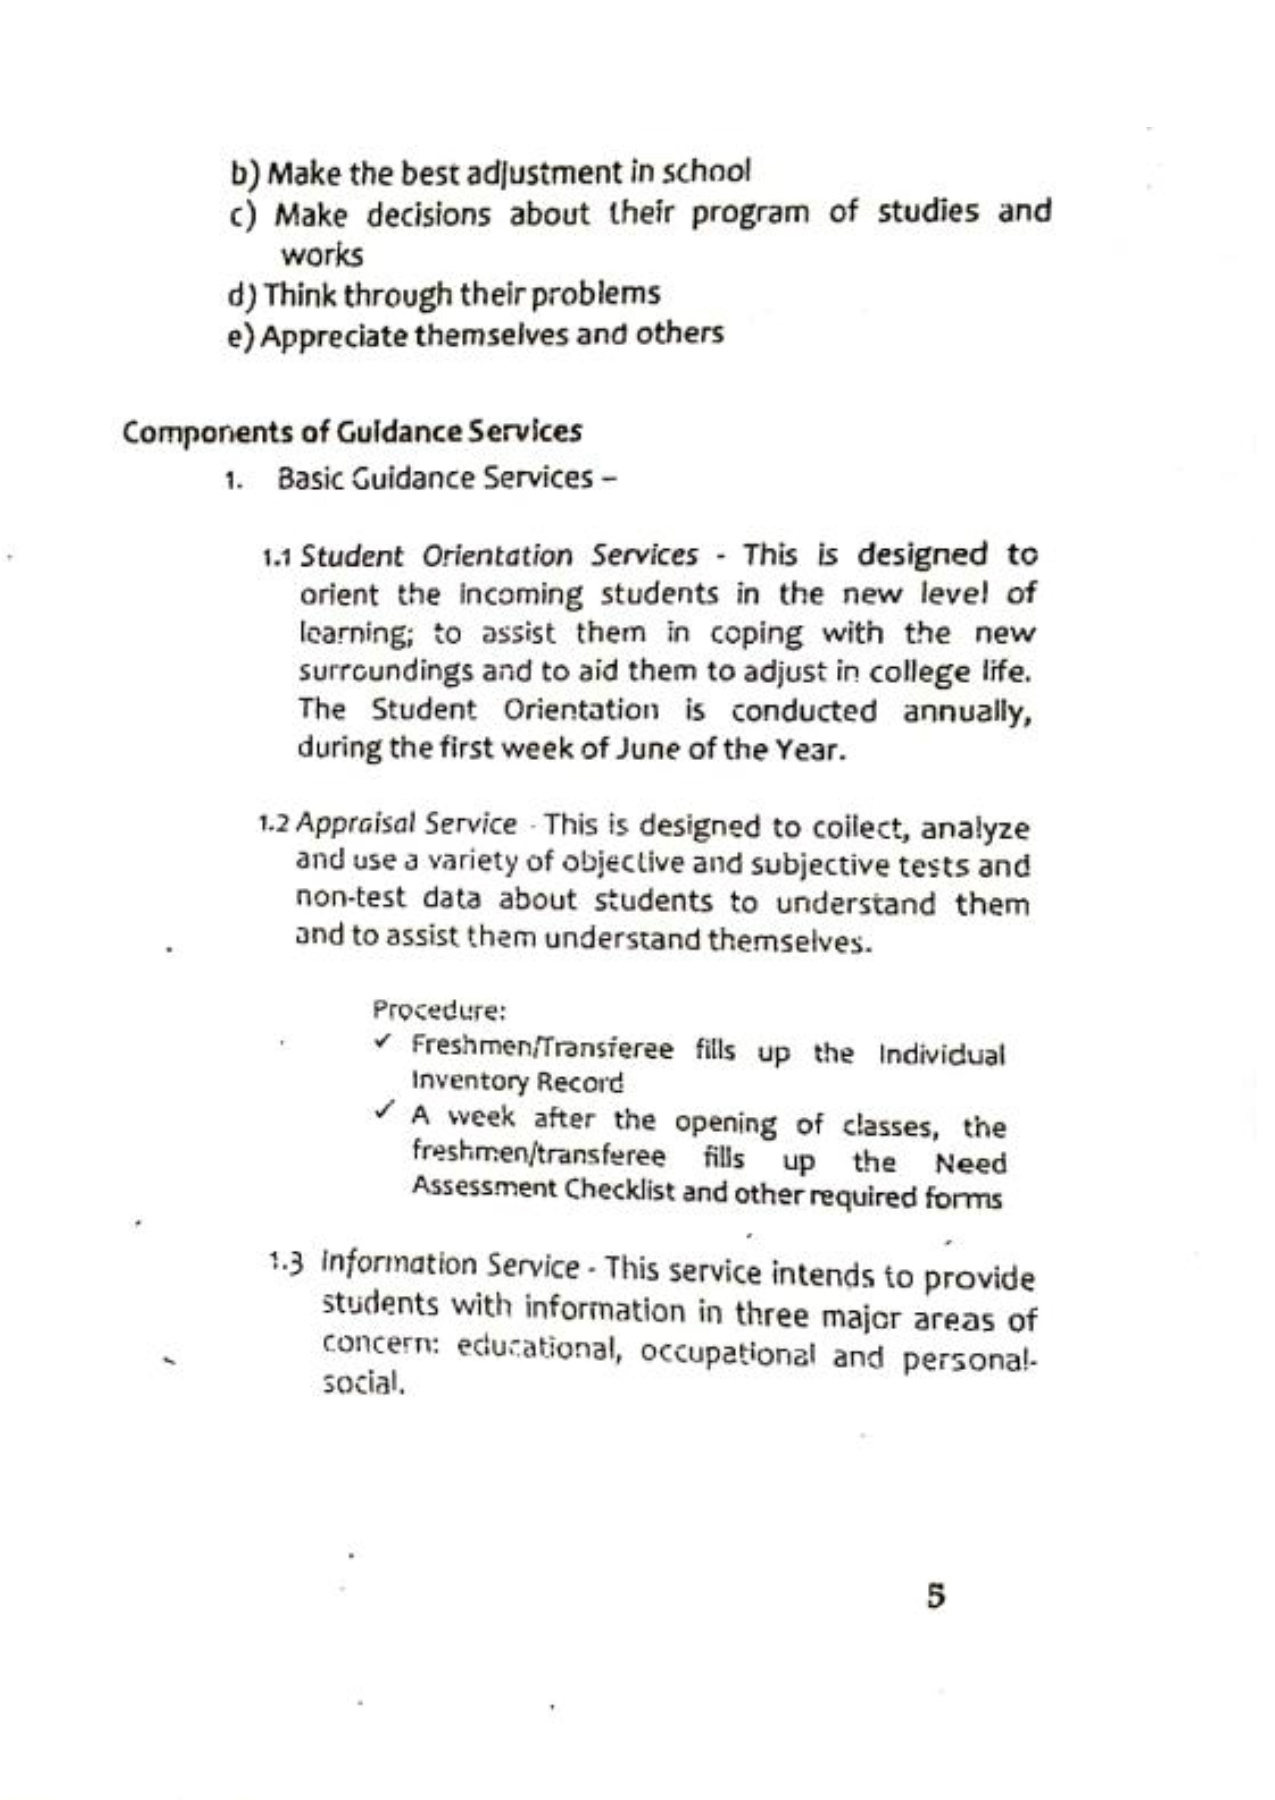 b) Make the best adjustment in school
c) Make decisions about their program of studies and
works
d) Think through their problems
e) Appreciate themselves and others
Components of Guidance Services
1. Basic Guidance Services –
1.1 Student Orientation Services - This is designed to
orient the incoming students in the new level of
learning; to assist them in coping with the new
surroundings and to aid them to adjust in college life.
The Student Orientation is conducted annually,
during the first week of June of the Year.
1.2 Appraisal Service - This is designed to collect, analyze
and use a variety of objective and subjective tests and
non-test data about students to understand them
and to assist them understand themselves.
Procedure:
✓ Freshmen/Transferee fills up the Individual
Inventory Record
✓ A week after the opening of classes, the
freshmen/transferee fills up the Need
Assessment Checklist and other required forms
1.3 Information Service - This service intends to provide
students with information in three major areas of
concern: educational, occupational and personal-
social.
5